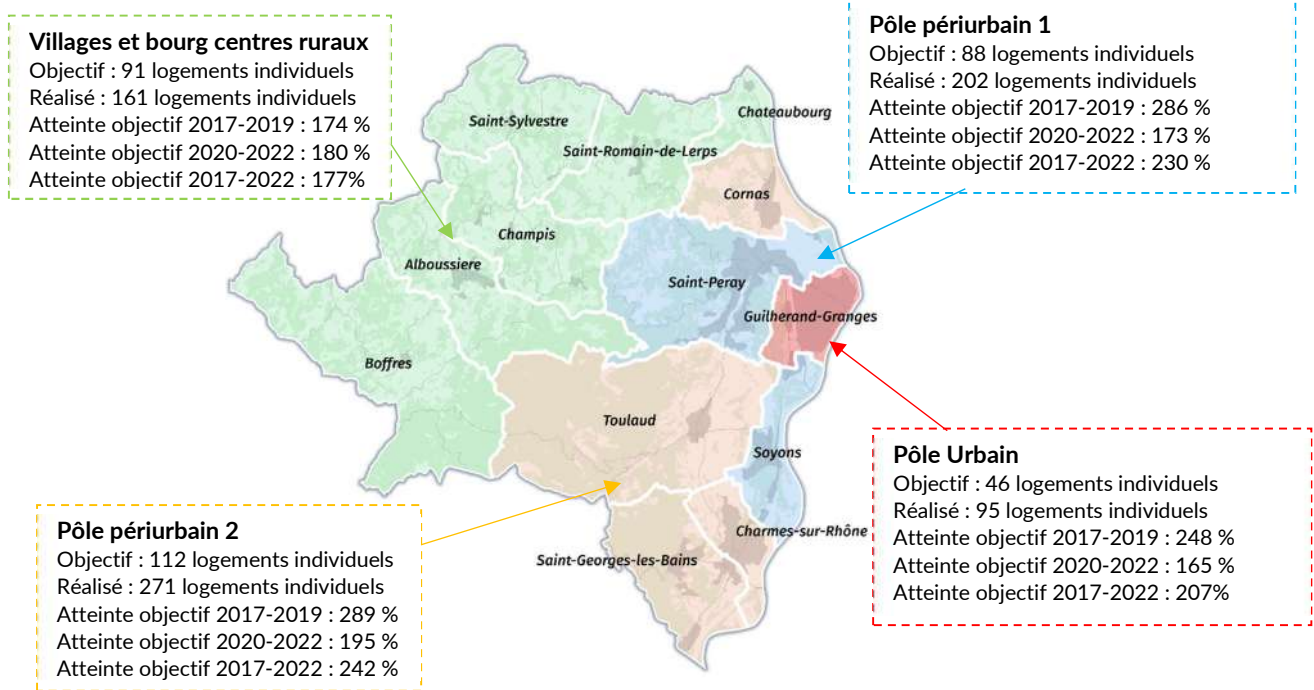 Villages et bourg centres ruraux
Objectif : 91 logements individuels
Réalisé : 161 logements individuels
Atteinte objectif 2017-2019 : 174 %
Atteinte objectif 2020-2022 : 180 %
Atteinte objectif 2017-2022 : 177%
Pôle périurbain 1
Objectif : 88 logements individuels
Réalisé : 202 logements individuels
Atteinte objectif 2017-2019 : 286 %
Atteinte objectif 2020-2022 : 173 %
Atteinte objectif 2017-2022 : 230 %
Chateaubourg
Saint-Sylvestre
Saint-Romain-de-Lerps
Cornas
Champis
Alboussiere
Saint-Peray
Guilherand-Granges
Boffres
Toulaud
Soyons
Charmes-sur-Rhône
Saint-Georges-les-Bains
Pôle Urbain
Objectif : 46 logements individuels
Réalisé : 95 logements individuels
Atteinte objectif 2017-2019 : 248 %
Atteinte objectif 2020-2022 : 165 %
Atteinte objectif 2017-2022 : 207%
Pôle périurbain 2
Objectif : 112 logements individuels
Réalisé : 271 logements individuels
Atteinte objectif 2017-2019 : 289 %
Atteinte objectif 2020-2022 : 195 %
Atteinte objectif 2017-2022 : 242 %